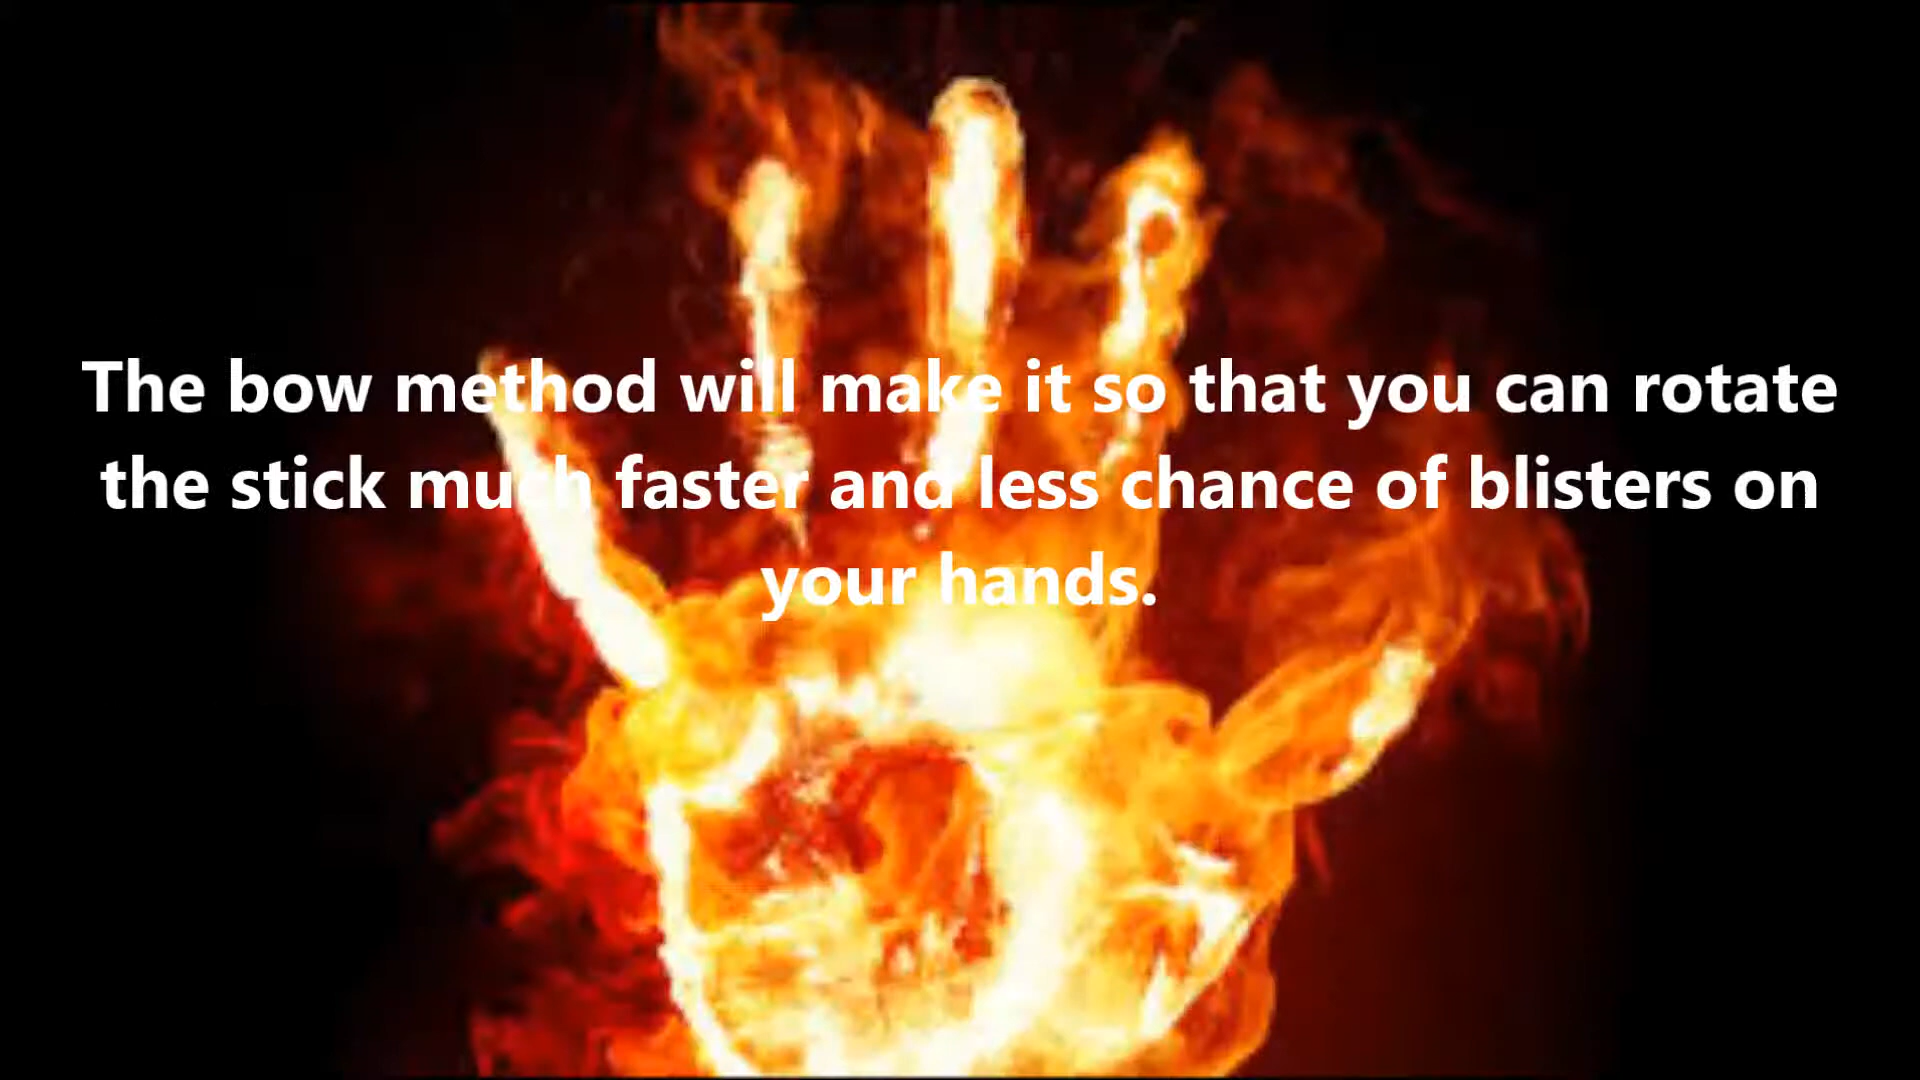 The bow method will make it so that you can rotate
the stick much faster and less chance of blisters on
your hands.